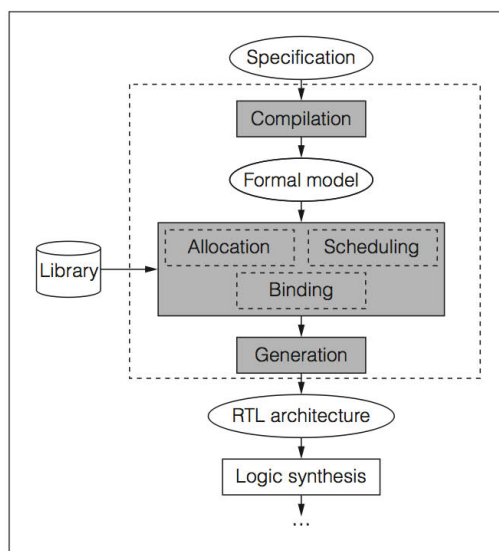 Specification
Compilation
Formal model
Allocation
Scheduling
Library
Binding
Generation
RTL architecture
Logic synthesis
...